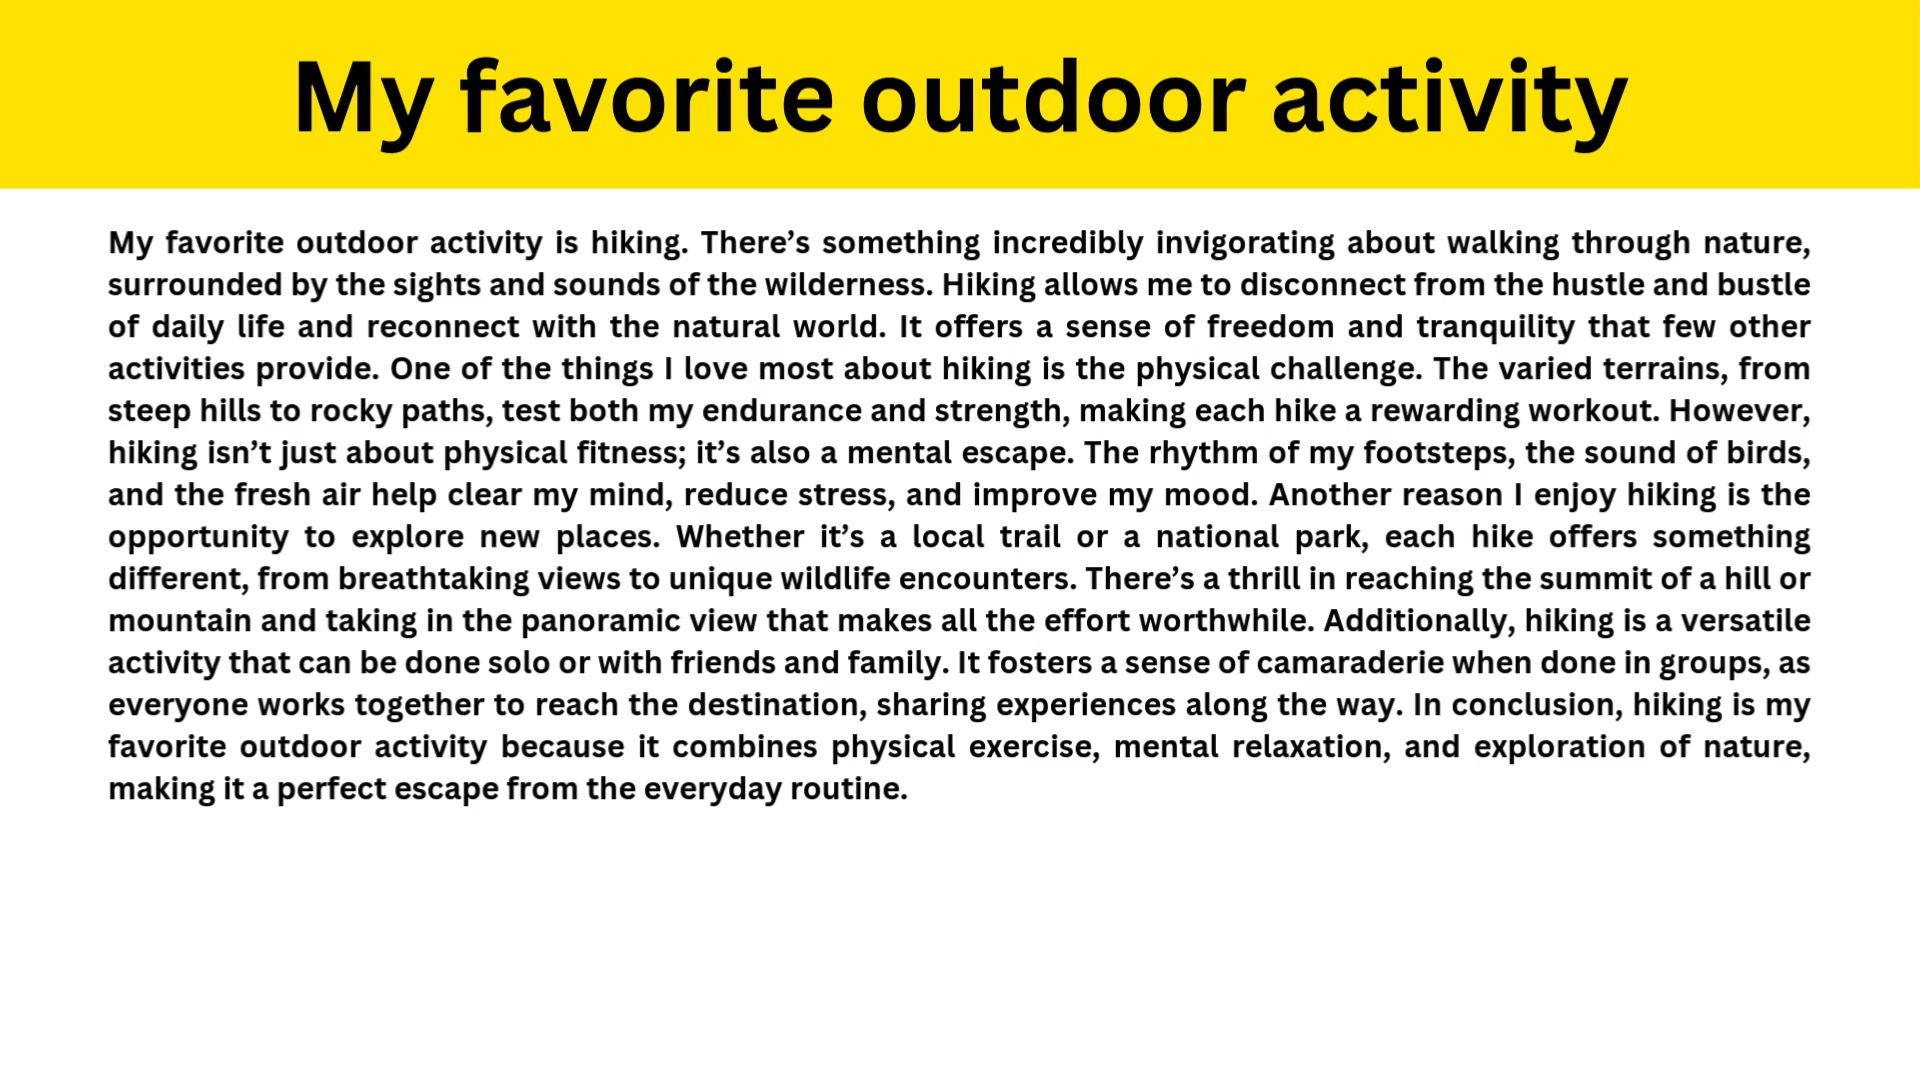 My favorite outdoor activity
My favorite outdoor activity is hiking. There’s something incredibly invigorating about walking through nature,
surrounded by the sights and sounds of the wilderness. Hiking allows me to disconnect from the hustle and bustle
of daily life and reconnect with the natural world. It offers a sense of freedom and tranquility that few other
activities provide. One of the things I love most about hiking is the physical challenge. The varied terrains, from
steep hills to rocky paths, test both my endurance and strength, making each hike a rewarding workout. However,
hiking isn’t just about physical fitness; it’s also a mental escape. The rhythm of my footsteps, the sound of birds,
and the fresh air help clear my mind, reduce stress, and improve my mood. Another reason I enjoy hiking is the
opportunity to explore new places. Whether it’s a local trail or a national park, each hike offers something
different, from breathtaking views to unique wildlife encounters. There’s a thrill in reaching the summit of a hill or
mountain and taking in the panoramic view that makes all the effort worthwhile. Additionally, hiking is a versatile
activity that can be done solo or with friends and family. It fosters a sense of camaraderie when done in groups, as
everyone works together to reach the destination, sharing experiences along the way. In conclusion, hiking is my
favorite outdoor activity because it combines physical exercise, mental relaxation, and exploration of nature,
making it a perfect escape from the everyday routine.